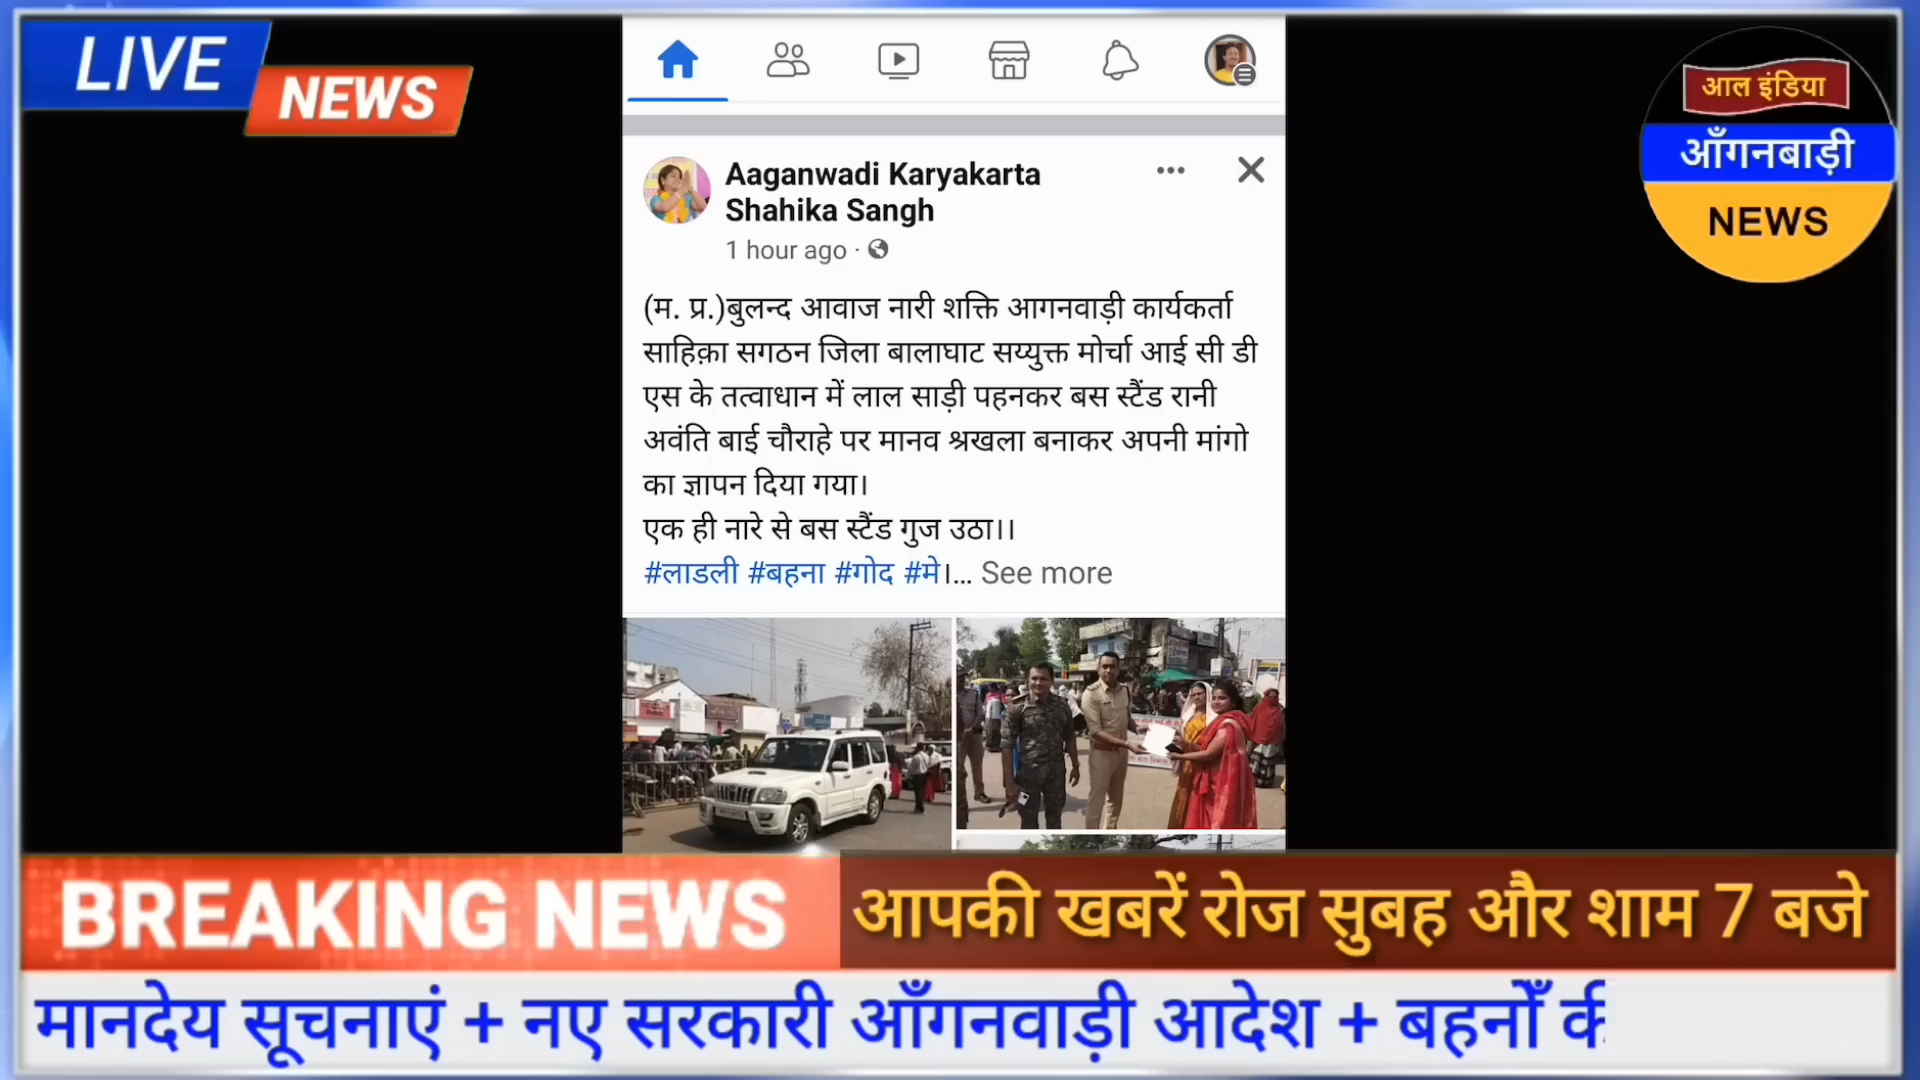 LIVE
NEWS
आल इंडिया
आँगनबाड़ी
NEWS
Aaganwadi Karyakarta
Shahika Sangh
1 hour ago ·
(म. प्र.)बुलन्द आवाज नारी शक्ति आगनवाड़ी कार्यकर्ता
साहिक़ा सगठन जिला बालाघाट सय्युक्त मोर्चा आई सी डी
एस के तत्वाधान में लाल साड़ी पहनकर बस स्टैंड रानी
अवंति बाई चौराहे पर मानव श्रखला बनाकर अपनी मांगो
का ज्ञापन दिया गया।
एक ही नारे से बस स्टैंड गुज उठा।।
#लाडली #बहना #गोद #मे।... See more
BREAKING NEWS
आपकी खबरें रोज सुबह और शाम 7 बजे
मानदेय सूचनाएं + नए सरकारी आँगनवाड़ी आदेश + बहनोँ